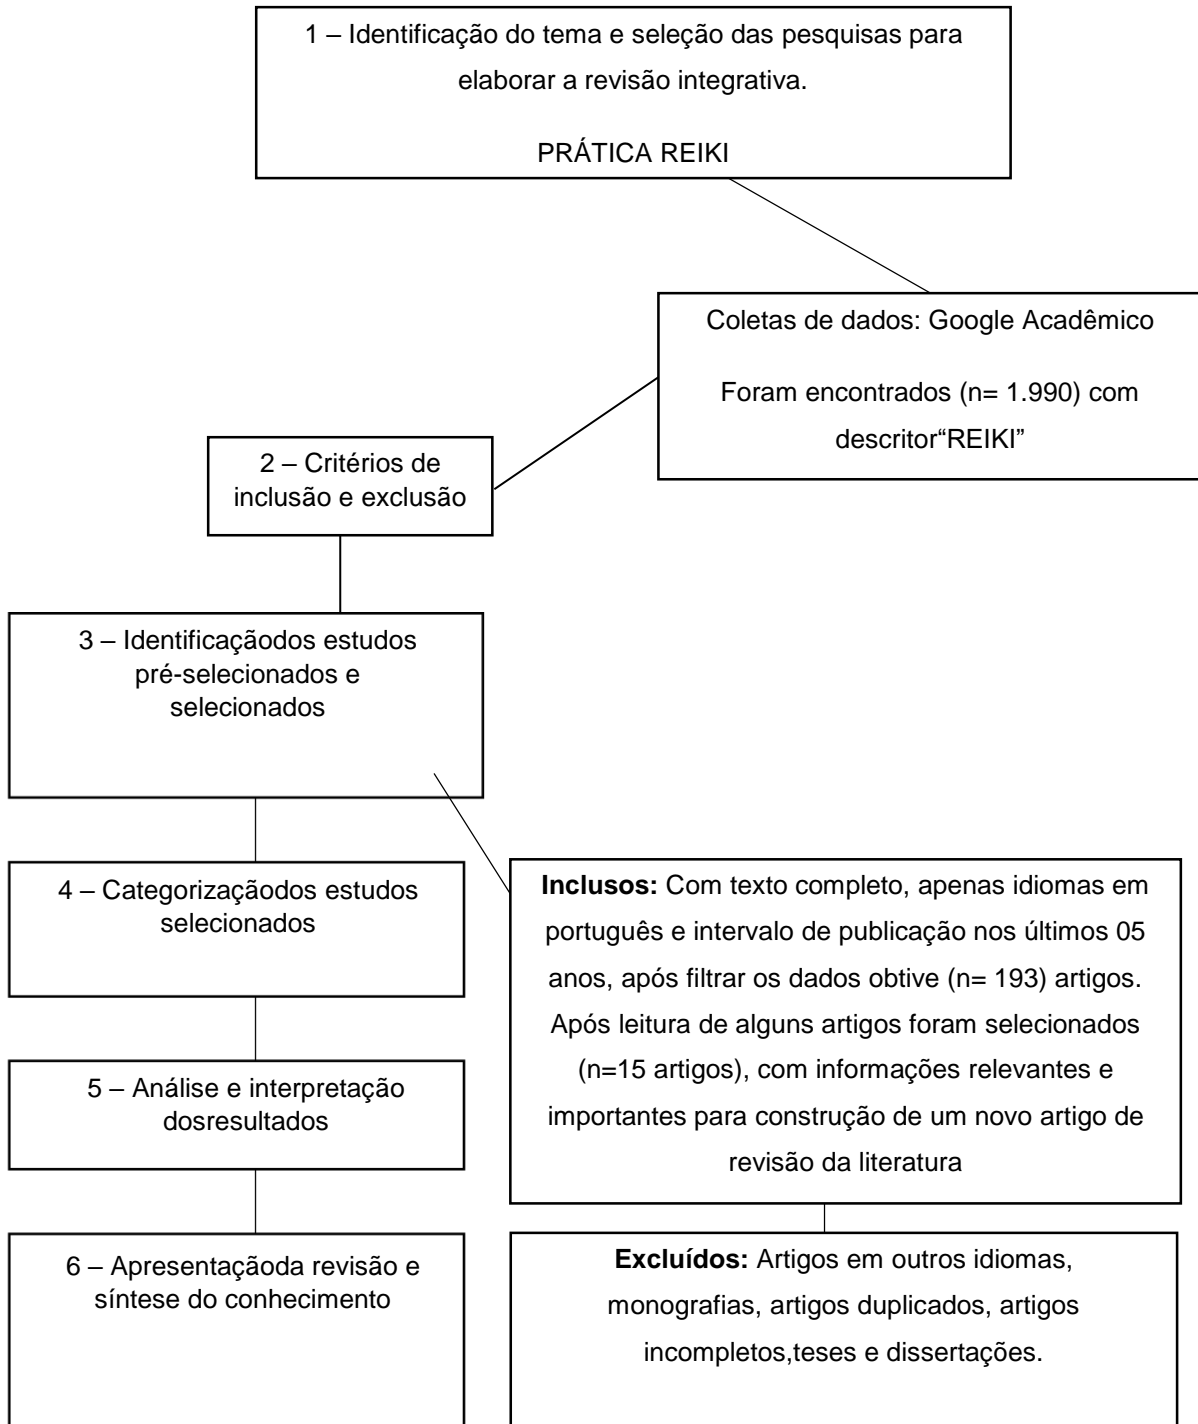 1 – Identificação do tema e seleção das pesquisas para
elaborar a revisão integrativa.
PRÁTICA REIKI
Coletas de dados: Google Acadêmico
Foram encontrados (n= 1.990) com
descritor“REIKI”
2 – Critérios de
inclusão e exclusão
3 – Identificaçãodos estudos
pré-selecionados e
selecionados
4 – Categorizaçãodos estudos
selecionados
5 – Análise e interpretação
dosresultados
6 – Apresentaçãoda revisão e
síntese do conhecimento
Inclusos: Com texto completo, apenas idiomas em
português e intervalo de publicação nos últimos 05
anos, após filtrar os dados obtive (n= 193) artigos.
Após leitura de alguns artigos foram selecionados
(n=15 artigos), com informações relevantes e
importantes para construção de um novo artigo de
revisão da literatura
Excluídos: Artigos em outros idiomas,
monografias, artigos duplicados, artigos
incompletos,teses e dissertações.